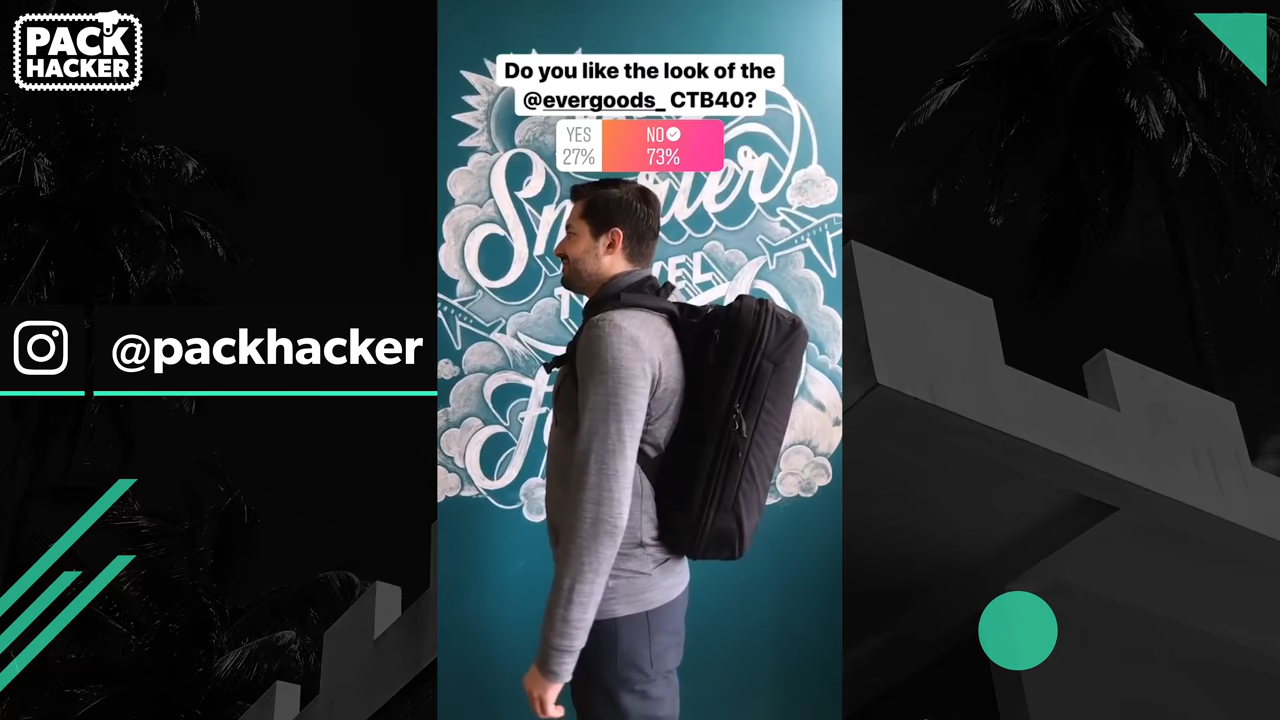 PACK
HACKER
Do you like the look of the
@evergoods_ CTB40?
YES
27%
NO
73%
@packhacker